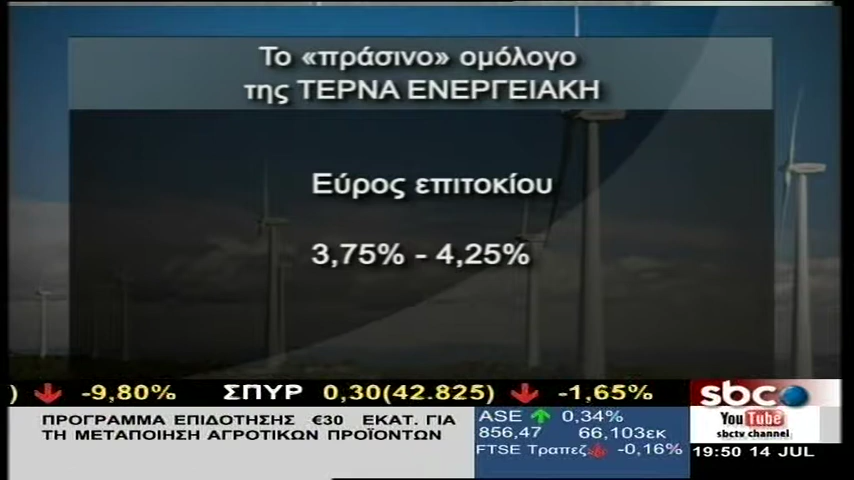 Το «πράσινο» ομόλογο
της ΤΕΡΝΑ ΕΝΕΡΓΕΙΑΚΗ
Εύρος επιτοκίου
3,75% - 4,25%
) -9,80% ΣΠΥΡ 0,30(42.825) -1,65%
sbc
ΠΡΟΓΡΑΜΜΑ ΕΠΙΔΟΤΗΣΗΣ €30 ΕΚΑΤ. ΓΙΑ
ΤΗ ΜΕΤΑΠΟΙΗΣΗ ΑΓΡΟΤΙΚΩΝ ΠΡΟΪΟΝΤΩΝ
ASE 0,34%
856,47 66,103εκ
FTSE Τραπεζ -0,16%
YouTube
sbctv channel
19:50 14 JUL